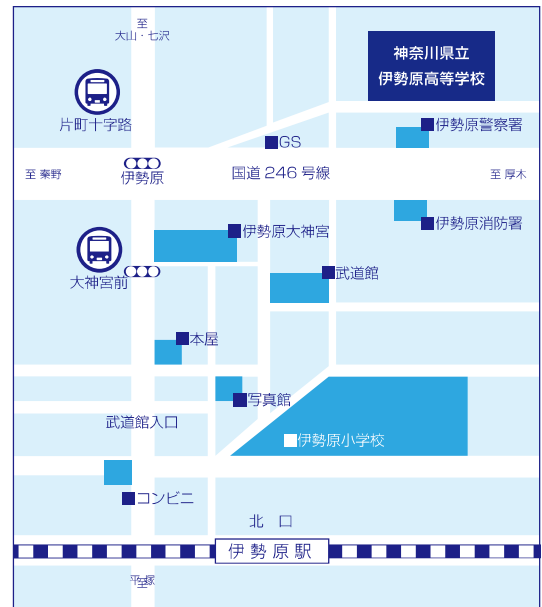 至
大山・七沢
神奈川県立
伊勢原高等学校
片町十字路
伊勢原警察署
GS
至 秦野
伊勢原
国道246号線
至 厚木
伊勢原消防署
伊勢原大神宮
大神宮前
武道館
本屋
写真館
武道館入口
伊勢原小学校
コンビニ
北 口
伊勢原駅
至
平塚